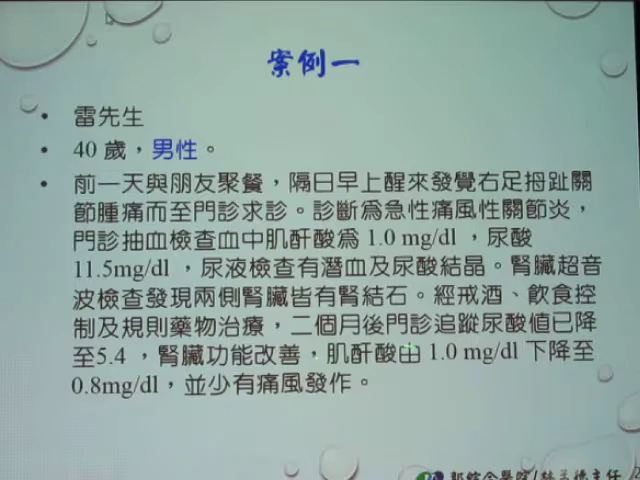 案例一
• 雷先生
• 40 歲，男性。
• 前一天與朋友聚餐，隔日早上醒來發覺右足拇趾關
節腫痛而至門診求診。診斷為急性痛風性關節炎，
門診抽血檢查血中肌酐酸為 1.0 mg/dl ，尿酸
11.5mg/dl ，尿液檢查有潛血及尿酸結晶。腎臟超音
波檢查發現兩側腎臟皆有腎結石。經戒酒、飲食控
制及規則藥物治療，二個月後門診追蹤尿酸值已降
至5.4 ，腎臟功能改善，肌酐酸由 1.0 mg/dl 下降至
0.8mg/dl，並少有痛風發作。
綜合醫院/
主任